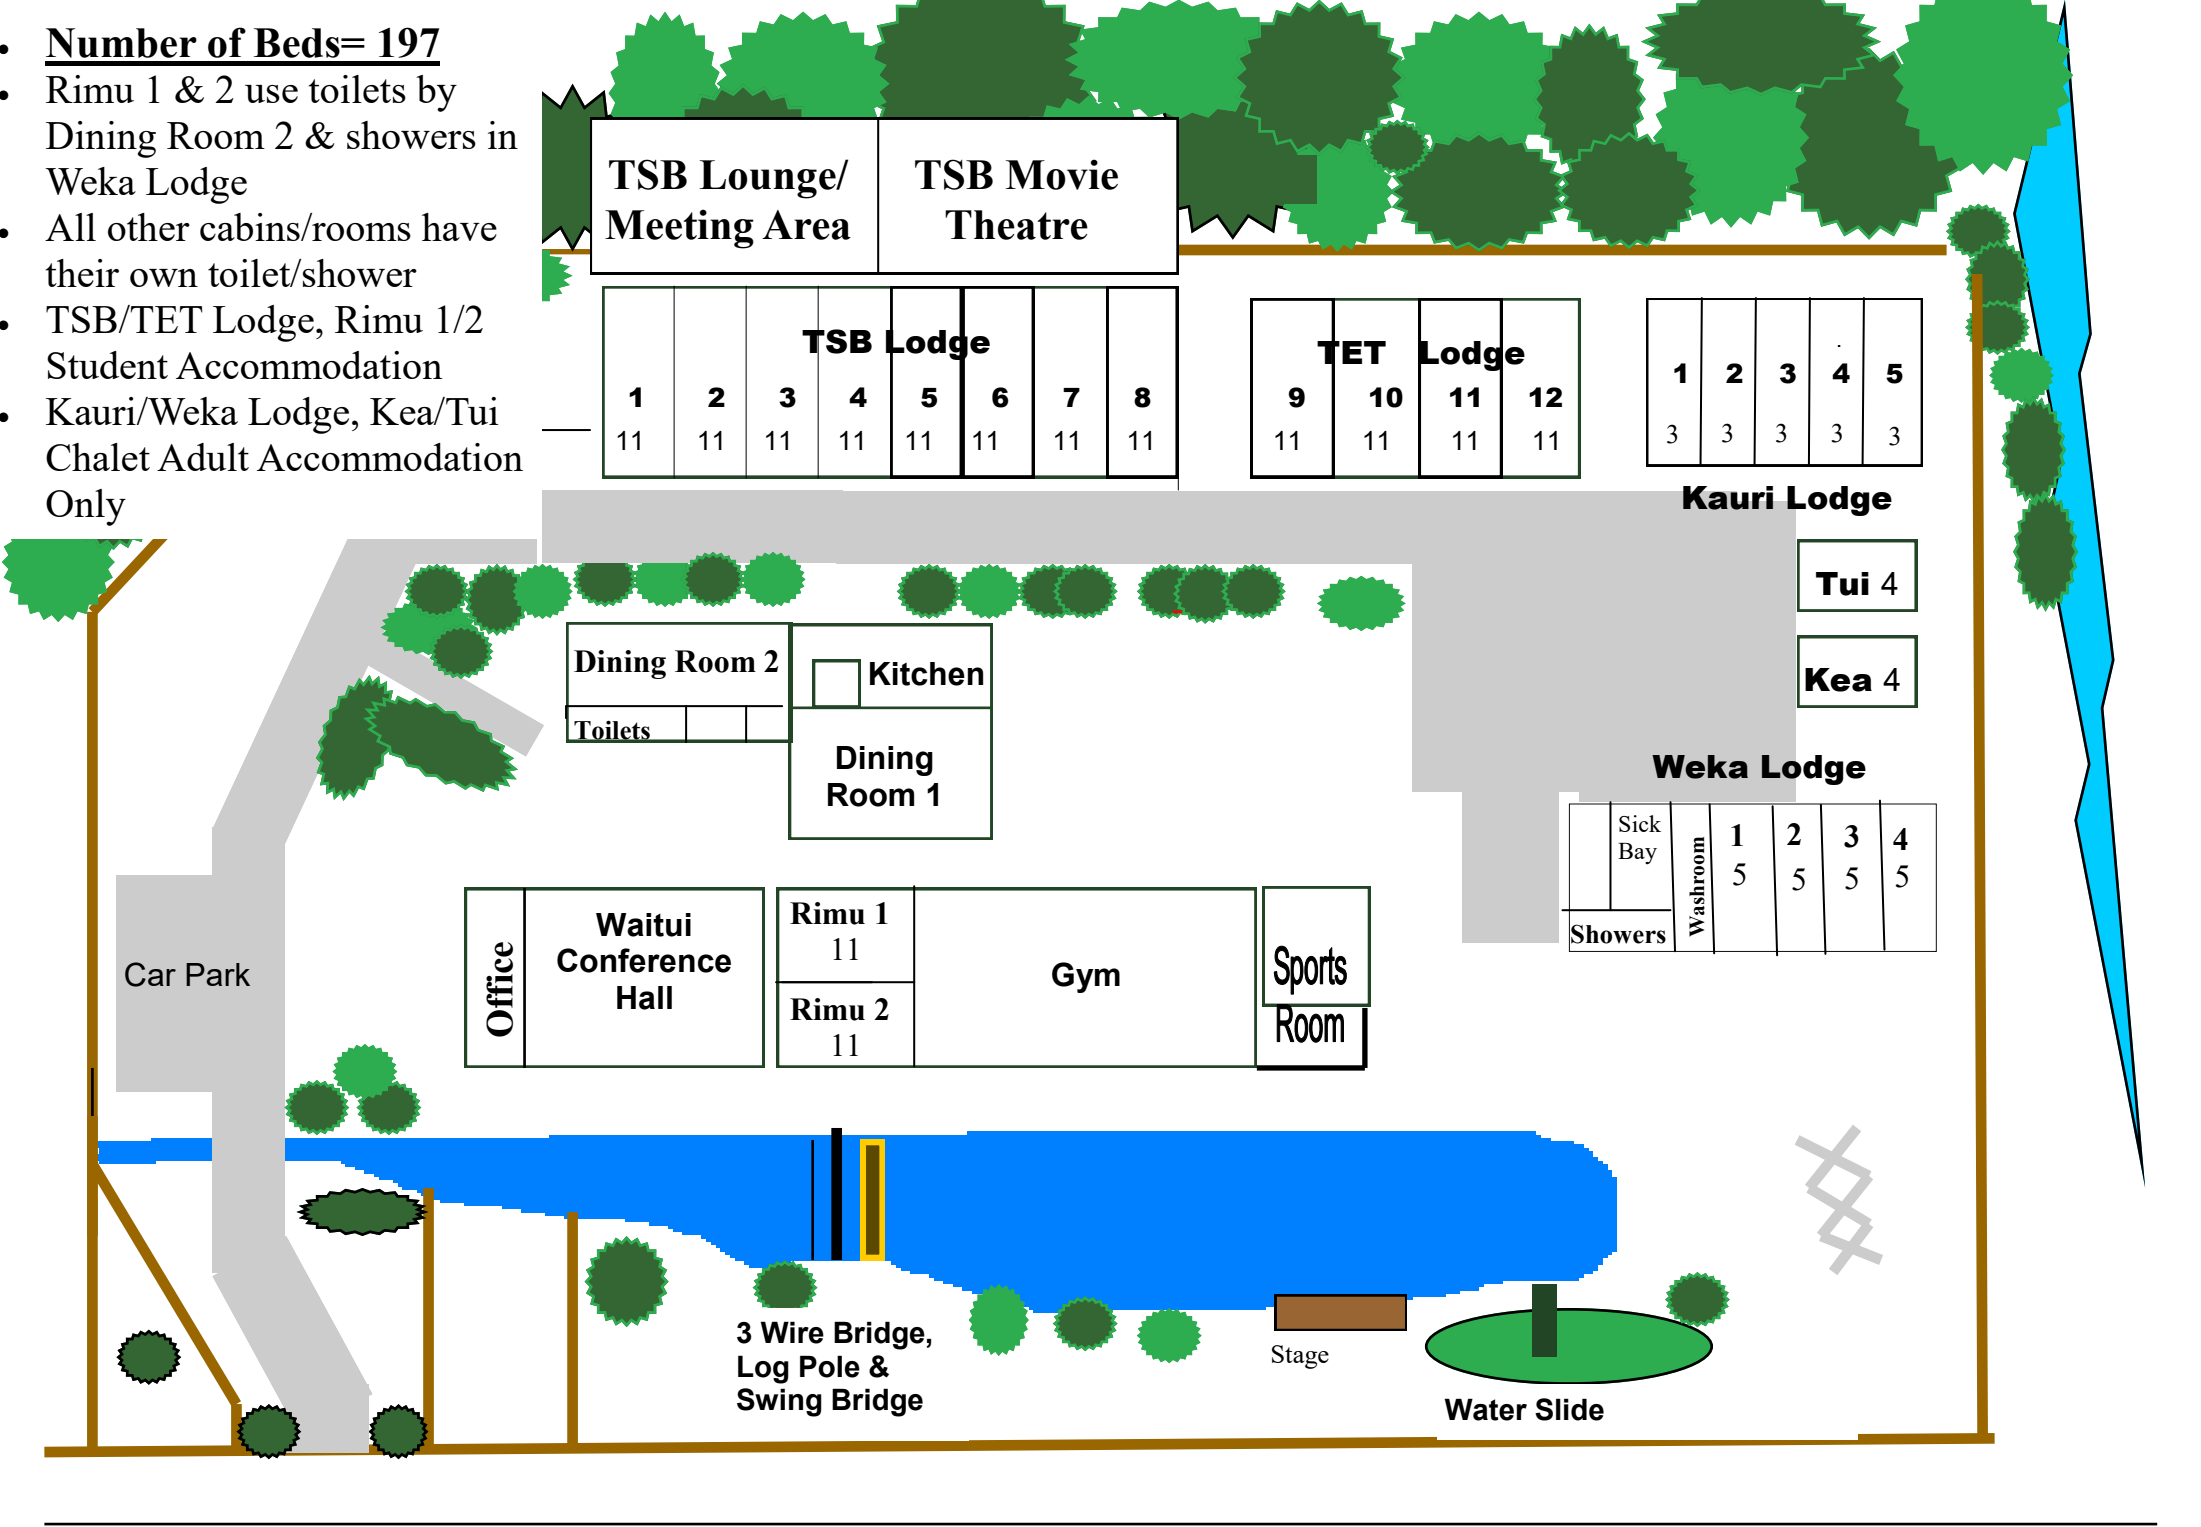 • Number of Beds= 197
• Rimu 1 & 2 use toilets by
Dining Room 2 & showers in
Weka Lodge
• All other cabins/rooms have
their own toilet/shower
• TSB/TET Lodge, Rimu 1/2
Student Accommodation
• Kauri/Weka Lodge, Kea/Tui
Chalet Adult Accommodation
Only
TSB Lounge/
Meeting Area
TSB Movie
Theatre
TSB Lodge
1 2 3 4 5 6 7 8
11 11 11 11 11 11 11 11
TET Lodge
9 10 11 12
11 11 11 11
1 2 3 4 5
3 3 3 3 3
Kauri Lodge
Tui 4
Kea 4
Dining Room 2
Toilets
Kitchen
Dining
Room 1
Weka Lodge
Sick
Bay
Showers
Washroom
1 2 3 4
5 5 5 5
Car Park
Office
Waitui
Conference
Hall
Rimu 1
11
Rimu 2
11
Gym
Sports
Room
3 Wire Bridge,
Log Pole &
Swing Bridge
Stage
Water Slide